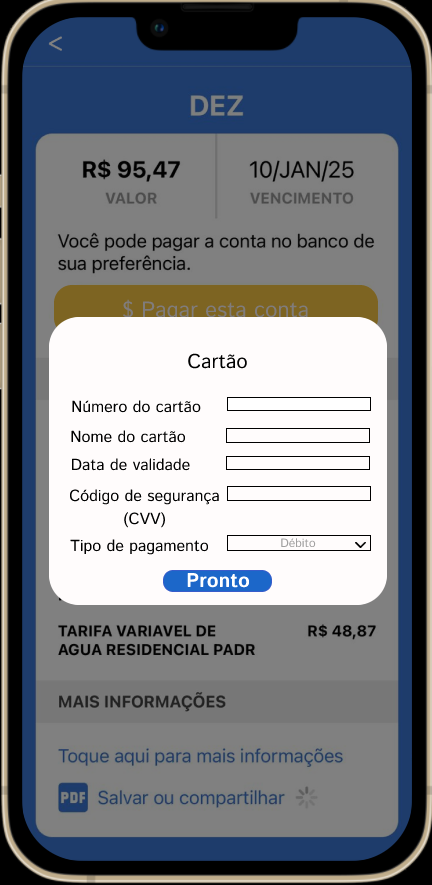 <
DEZ
R$ 95,47
10/JAN/25
VALOR
VENCIMENTO
Você pode pagar a conta no banco de
sua preferência.
$ Pagar esta conta
Cartão
Número do cartão
Nome do cartão
Data de validade
Código de segurança
(CVV)
Tipo de pagamento
Débito
Pronto
TARIFA VARIAVEL DE
R$ 48,87
AGUA RESIDENCIAL PADR
MAIS INFORMAÇÕES
Toque aqui para mais informações
PDF Salvar ou compartilhar